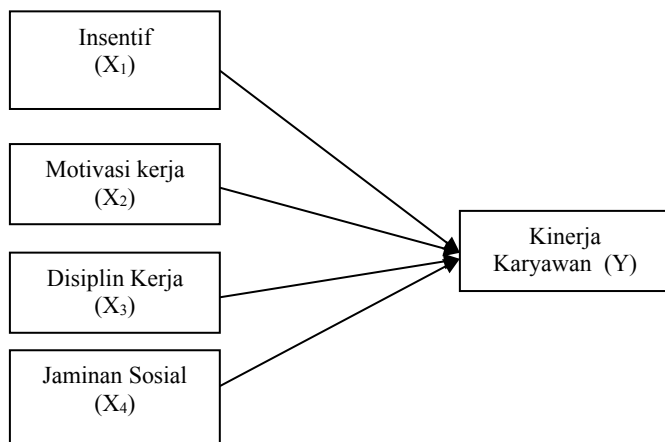 Insentif
(X₁)
Motivasi kerja
(X₂)
Disiplin Kerja
(X₃)
Jaminan Sosial
(X₄)
Kinerja
Karyawan (Y)